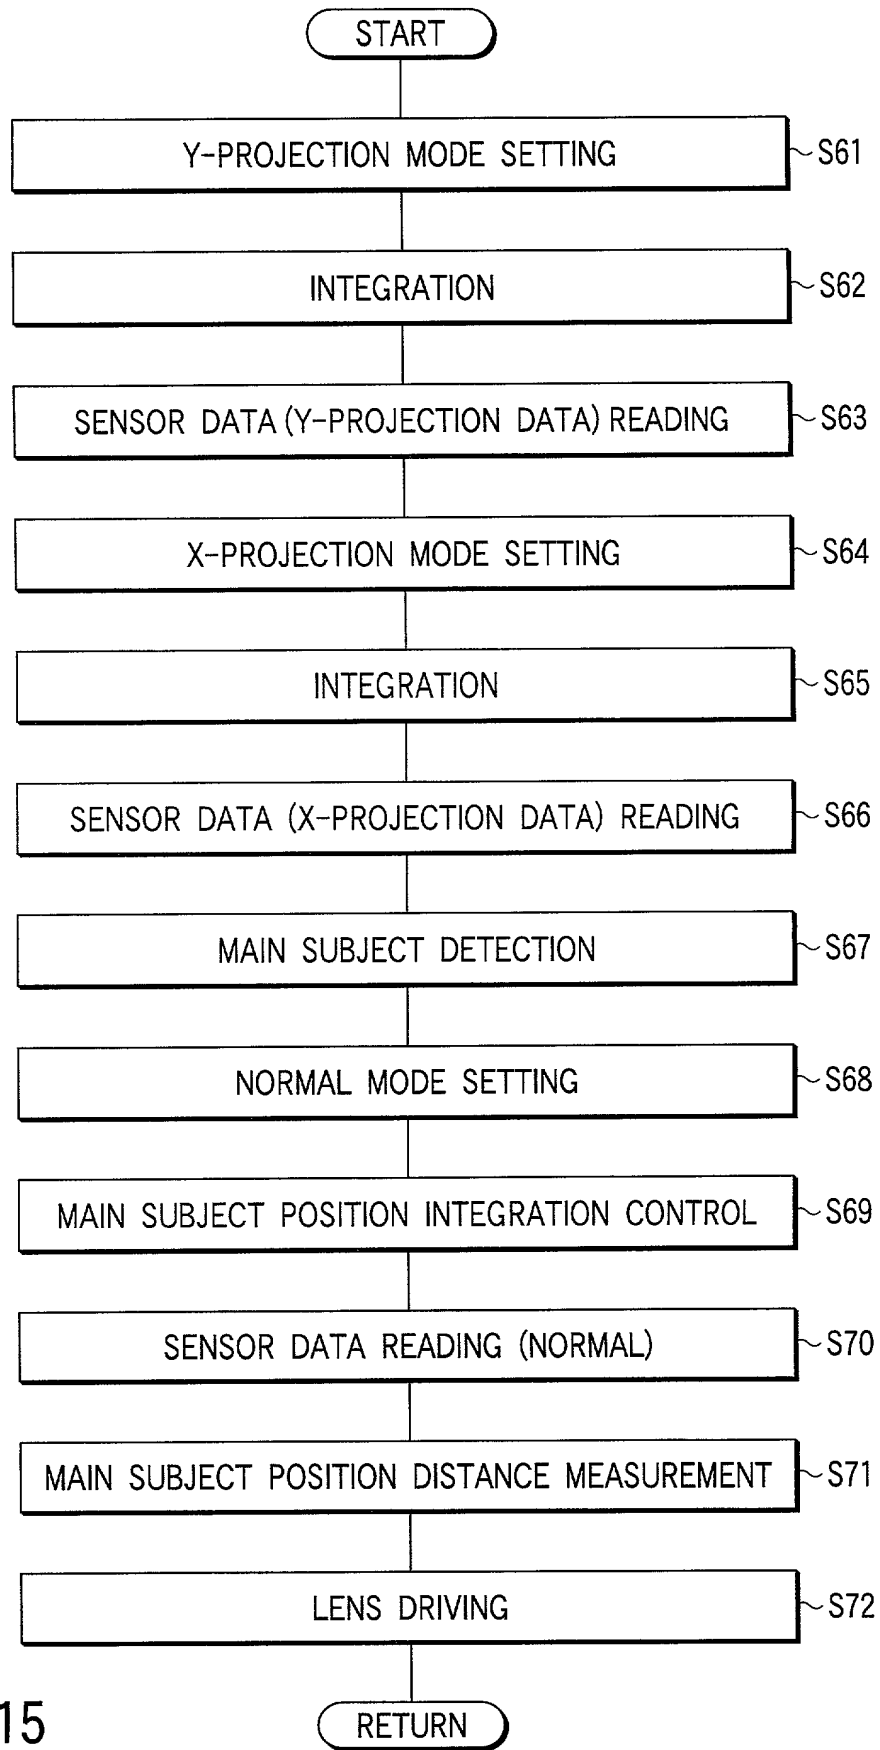 START
Y-PROJECTION MODE SETTING S61
INTEGRATION S62
SENSOR DATA (Y-PROJECTION DATA) READING S63
X-PROJECTION MODE SETTING S64
INTEGRATION S65
SENSOR DATA (X-PROJECTION DATA) READING S66
MAIN SUBJECT DETECTION S67
NORMAL MODE SETTING S68
MAIN SUBJECT POSITION INTEGRATION CONTROL S69
SENSOR DATA READING (NORMAL) S70
MAIN SUBJECT POSITION DISTANCE MEASUREMENT S71
LENS DRIVING S72
15
RETURN